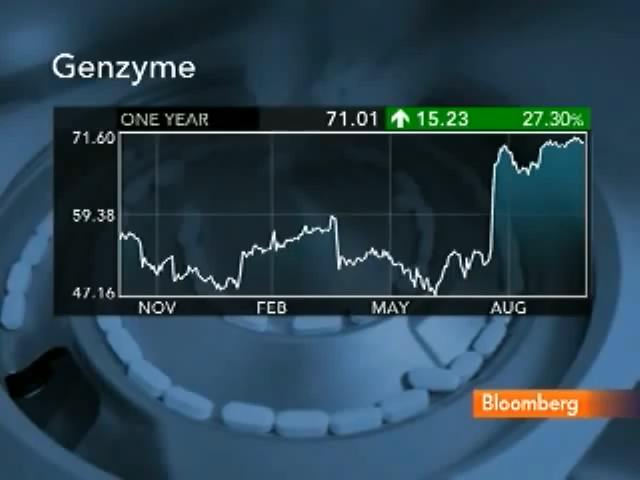 Genzyme
ONE YEAR 71.01 15.23 27.30%
71.60
59.38
47.16
NOV FEB MAY AUG
Bloomberg